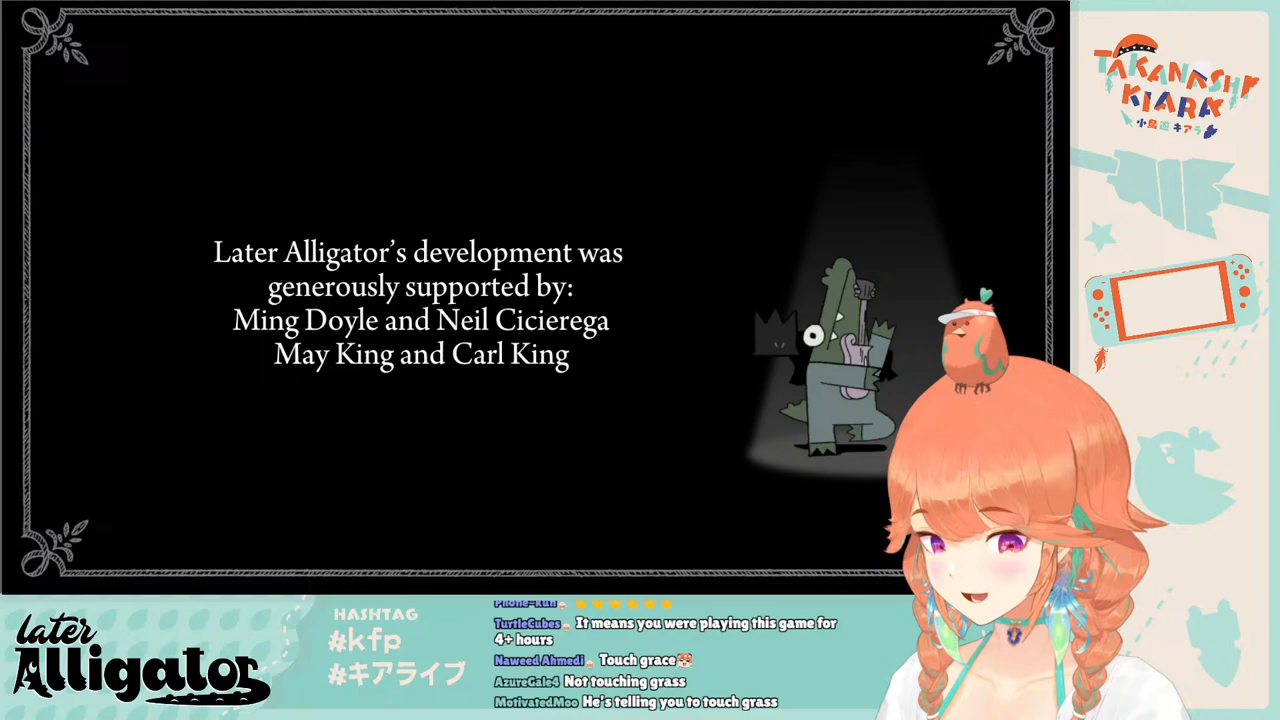 Later Alligator’s development was
generously supported by:
Ming Doyle and Neil Cicierega
May King and Carl King
TAKANASHI
KIARA
小鳥遊 キアラ
later
Alligator
HASHTAG
#kfp
#キアライブ
Phone-kun
TurtleCubes It means you were playing this game for
4+ hours
Naweed Ahmedi Touch grace
AzureGale4 Not touching grass
MotivatedMoo He's telling you to touch grass